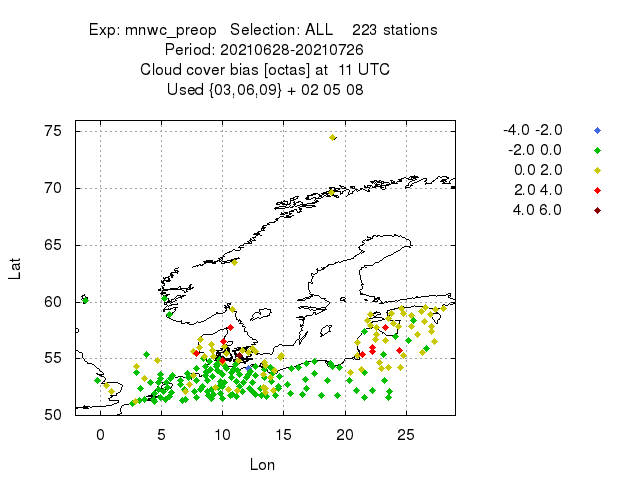 Exp: mnwc_preop   Selection: ALL    223 stations
Period: 20210628-20210726
Cloud cover bias [octas] at  11 UTC
Used {03,06,09} + 02 05 08
-4.0 -2.0
-2.0 0.0
0.0 2.0
2.0 4.0
4.0 6.0
75
70
65
60
55
50
Lat
0 5 10 15 20 25
Lon